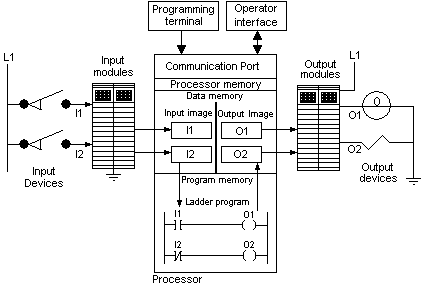 Programming
terminal
Operator
interface
L1
Input
modules
Communication Port
Processor memory
Data memory
Output
modules
L1
Input image
Output Image
I1
I1
O1
O
O1
I2
I2
O2
O2
Input
Devices
Output
devices
Program memory
Ladder program
I1
O1
I2
O2
Processor